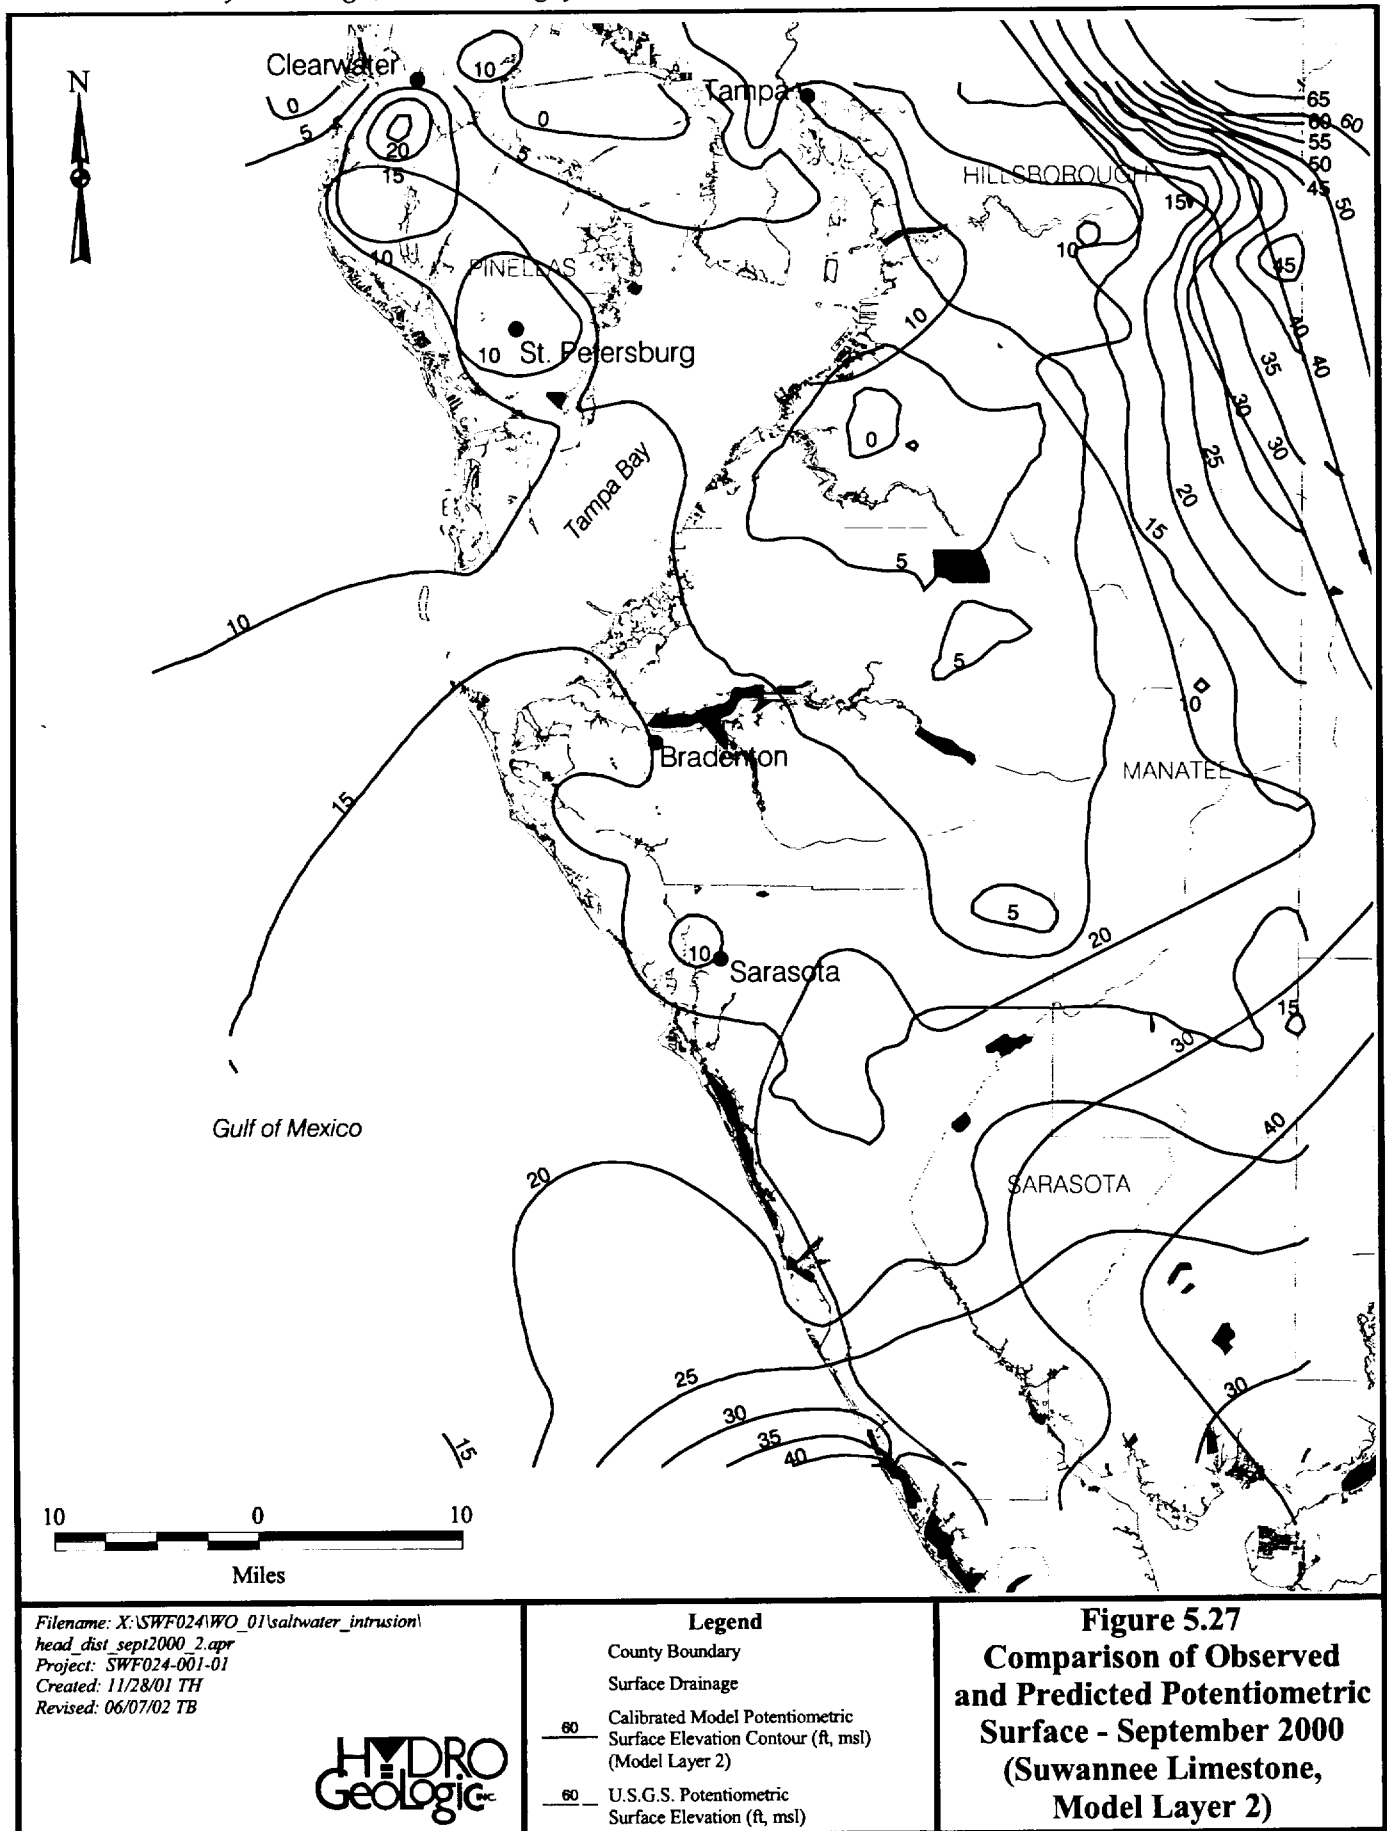 N
Clearwater
Tampa
10
0
5
0
5
20
15
10
HILLSBOROUGH
65
60
60
55
50
45
50
15
10
45
PINELLAS
10
St. Petersburg
10
40
40
35
30
30
25
20
15
0
Tampa Bay
5
10
5
10
15
Bradenton
MANATEE
5
20
10
Sarasota
15
30
40
Gulf of Mexico
20
SARASOTA
25
30
30
35
40
15
10 0 10
Miles
Filename: X:\SWF024\WO_01\saltwater_intrusion\
head_dist_sept2000_2.apr
Project: SWF024-001-01
Created: 11/28/01 TH
Revised: 06/07/02 TB
HYDRO
GeoLogic INC.
Legend
County Boundary
Surface Drainage
60 Calibrated Model Potentiometric
Surface Elevation Contour (ft, msl)
(Model Layer 2)
60 U.S.G.S. Potentiometric
Surface Elevation (ft, msl)
Figure 5.27
Comparison of Observed
and Predicted Potentiometric
Surface - September 2000
(Suwannee Limestone,
Model Layer 2)